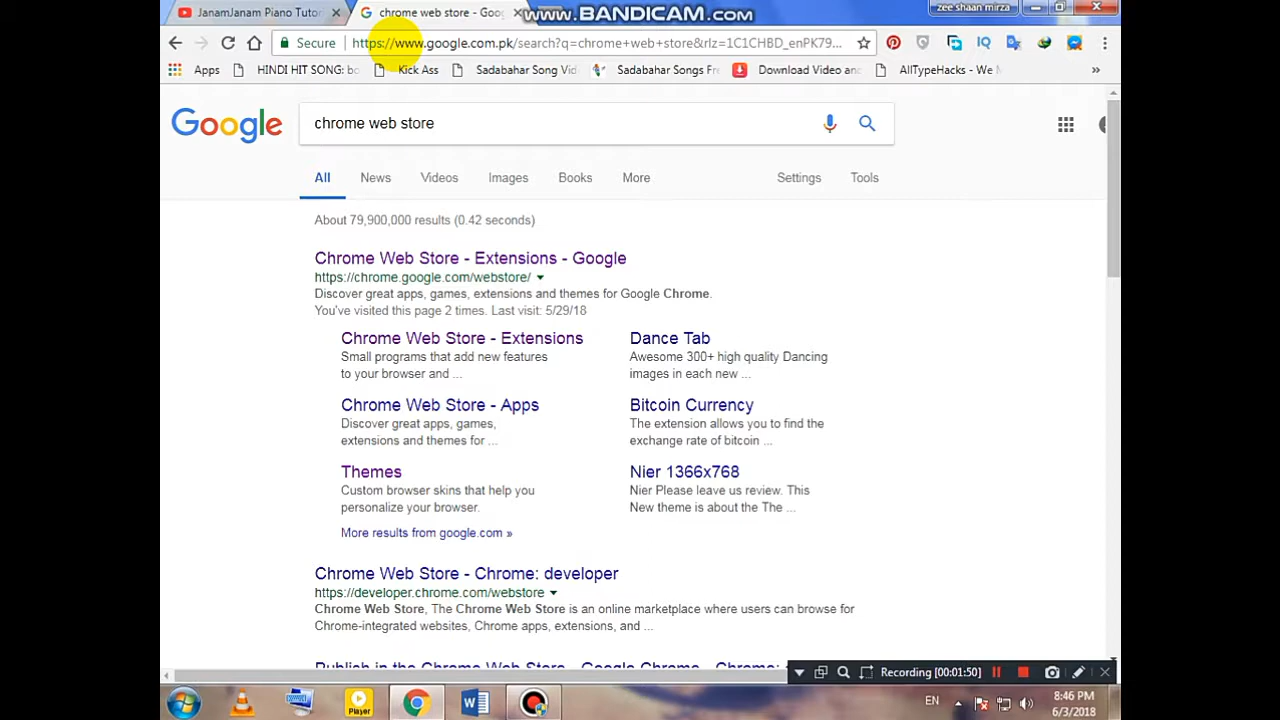 JanamJanam Piano Tutor
chrome web store - Goo
www.BANDICAM.com
zee shaan mirza
Secure
https://www.google.com.pk/search?q=chrome+web+store&rlz=1C1CHBD_enPK79...
Apps
HINDI HIT SONG: bo
Kick Ass
Sadabahar Song Vid
Sadabahar Songs Fre
Download Video and
AllTypeHacks - We M
»
Google
chrome web store
All
News
Videos
Images
Books
More
Settings
Tools
About 79,900,000 results (0.42 seconds)
Chrome Web Store - Extensions - Google
https://chrome.google.com/webstore/
Discover great apps, games, extensions and themes for Google Chrome.
You've visited this page 2 times. Last visit: 5/29/18
Chrome Web Store - Extensions
Small programs that add new features
to your browser and ...
Dance Tab
Awesome 300+ high quality Dancing
images in each new ...
Chrome Web Store - Apps
Discover great apps, games,
extensions and themes for ...
Bitcoin Currency
The extension allows you to find the
exchange rate of bitcoin ...
Themes
Custom browser skins that help you
personalize your browser.
Nier 1366x768
Nier Please leave us review. This
New theme is about the The ...
More results from google.com »
Chrome Web Store - Chrome: developer
https://developer.chrome.com/webstore
Chrome Web Store, The Chrome Web Store is an online marketplace where users can browse for
Chrome-integrated websites, Chrome apps, extensions, and ...
Publish in the Chrome Web Store - Google Chrome - Chrome:
Recording [00:01:50]
Player
EN
8:46 PM
6/3/2018